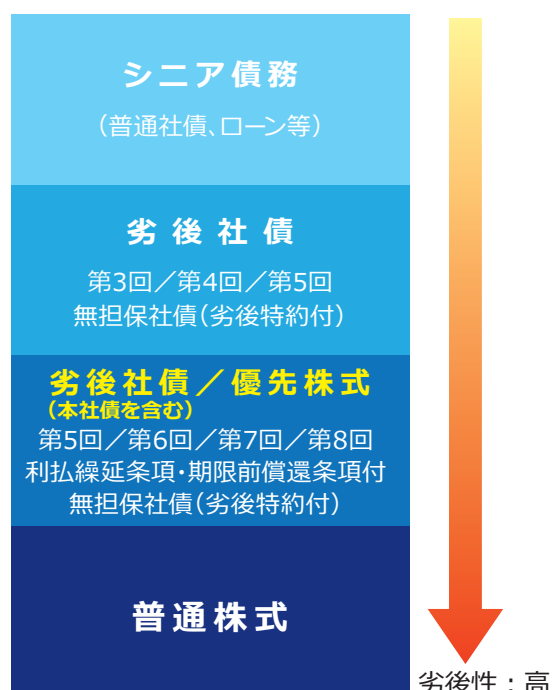 シニア債務
（普通社債、ローン等）
劣後社債
第3回／第4回／第5回
無担保社債（劣後特約付）
劣後社債／優先株式
（本社債を含む）
第5回／第6回／第7回／第8回
利払繰延条項・期限前償還条項付
無担保社債（劣後特約付）
普通株式
劣後性：高